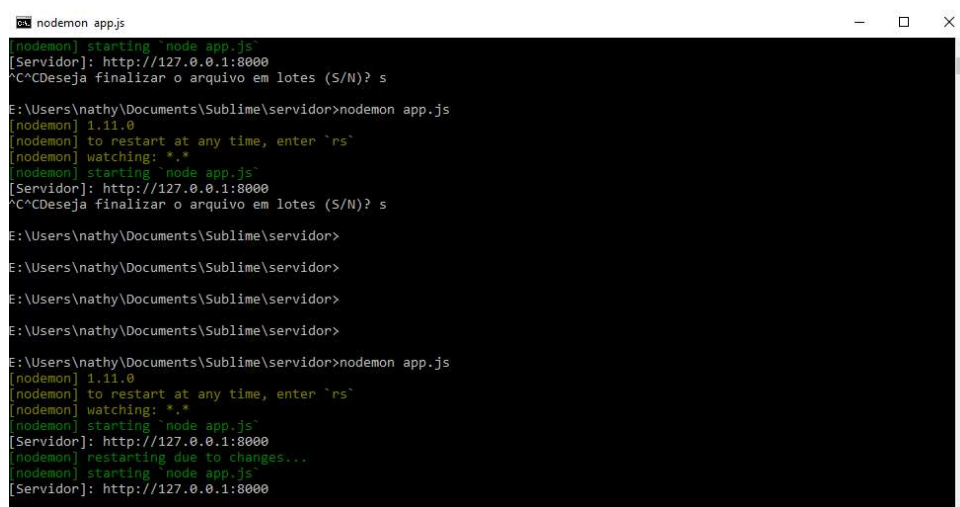 nodemon app.js
[nodemon] starting `node app.js`
[Servidor]: http://127.0.0.1:8000
^C^CDeseja finalizar o arquivo em lotes (S/N)? s
E:\Users\nathy\Documents\Sublime\servidor>nodemon app.js
[nodemon] 1.11.0
[nodemon] to restart at any time, enter `rs`
[nodemon] watching: *.*
[nodemon] starting `node app.js`
[Servidor]: http://127.0.0.1:8000
^C^CDeseja finalizar o arquivo em lotes (S/N)? s
E:\Users\nathy\Documents\Sublime\servidor>
E:\Users\nathy\Documents\Sublime\servidor>
E:\Users\nathy\Documents\Sublime\servidor>
E:\Users\nathy\Documents\Sublime\servidor>
E:\Users\nathy\Documents\Sublime\servidor>nodemon app.js
[nodemon] 1.11.0
[nodemon] to restart at any time, enter `rs`
[nodemon] watching: *.*
[nodemon] starting `node app.js`
[Servidor]: http://127.0.0.1:8000
[nodemon] restarting due to changes...
[nodemon] starting `node app.js`
[Servidor]: http://127.0.0.1:8000